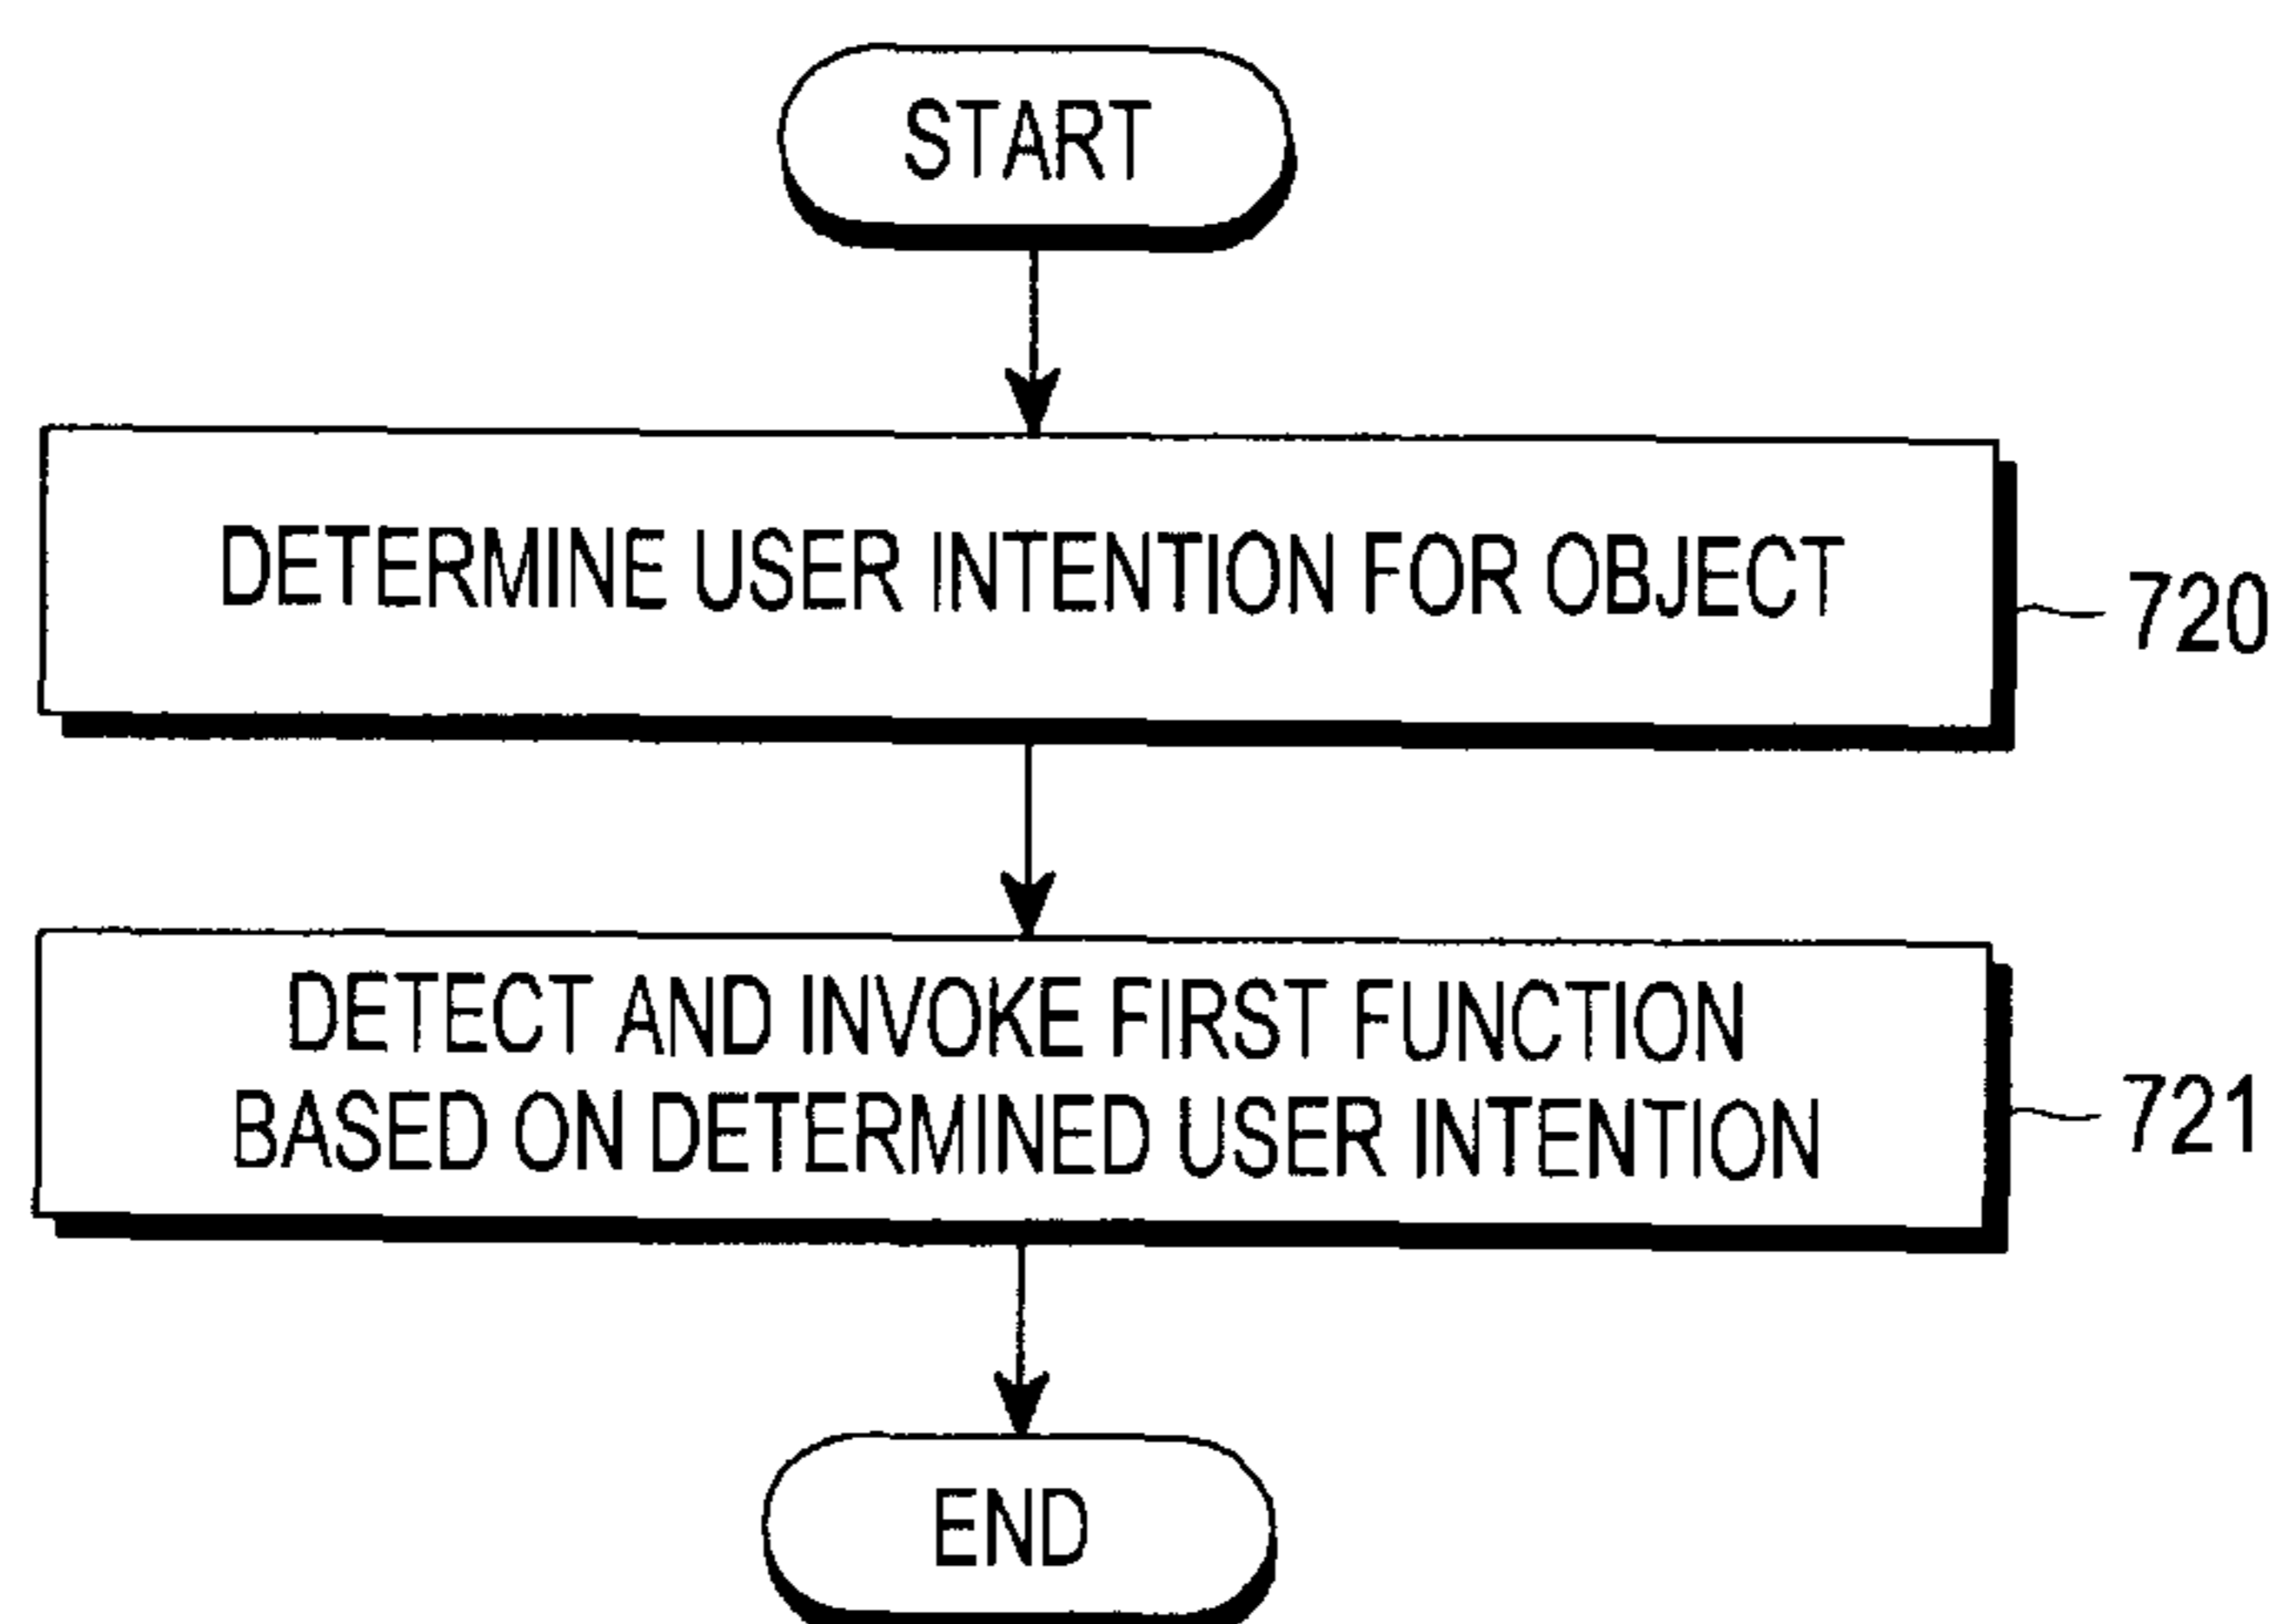 START
DETERMINE USER INTENTION FOR OBJECT
720
DETECT AND INVOKE FIRST FUNCTION
BASED ON DETERMINED USER INTENTION
721
END